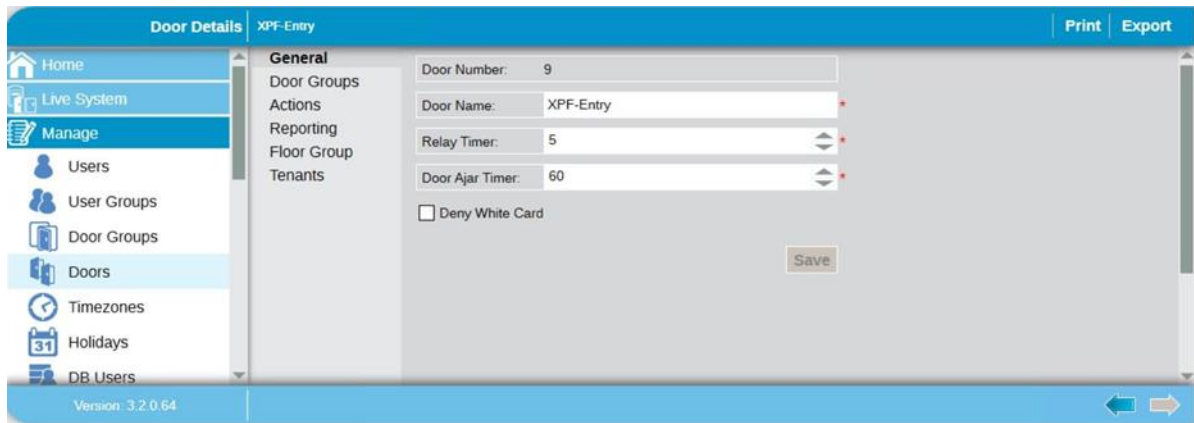 Door Details
XPF-Entry
Print
Export
Home
Live System
Manage
Users
User Groups
Door Groups
Doors
Timezones
31
Holidays
DB Users
General
Door Groups
Actions
Reporting
Floor Group
Tenants
Door Number: 9
Door Name: XPF-Entry *
Relay Timer: 5 *
Door Ajar Timer: 60 *
Deny White Card
Save
Version: 3.2.0.64